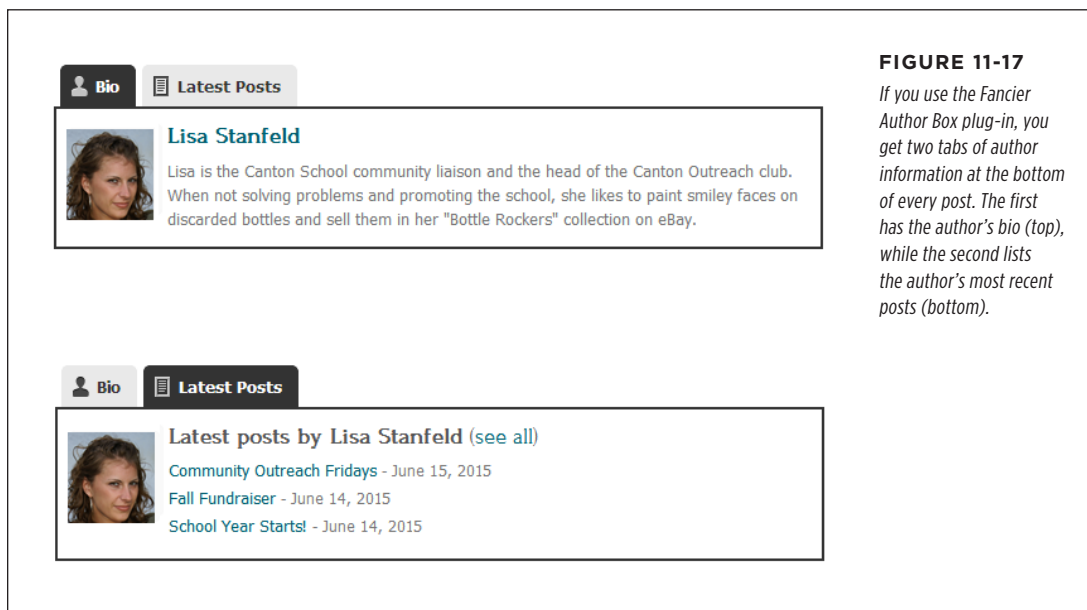 Bio
Latest Posts
Lisa Stanfeld
Lisa is the Canton School community liaison and the head of the Canton Outreach club.
When not solving problems and promoting the school, she likes to paint smiley faces on
discarded bottles and sell them in her "Bottle Rockers" collection on eBay.
Bio
Latest Posts
Latest posts by Lisa Stanfeld (see all)
Community Outreach Fridays - June 15, 2015
Fall Fundraiser - June 14, 2015
School Year Starts! - June 14, 2015
FIGURE 11-17
If you use the Fancier
Author Box plug-in, you
get two tabs of author
information at the bottom
of every post. The first
has the author's bio (top),
while the second lists
the author's most recent
posts (bottom).